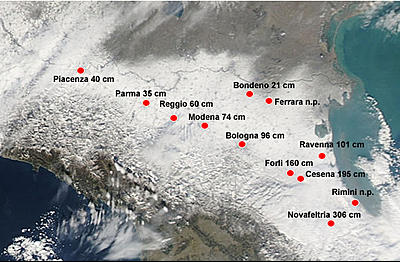 Piacenza 40 cm
Parma 35 cm
Reggio 60 cm
Modena 74 cm
Bondeno 21 cm
Ferrara n.p.
Bologna 96 cm
Ravenna 101 cm
Forlì 160 cm
Cesena 195 cm
Rimini n.p.
Novafeltria 306 cm